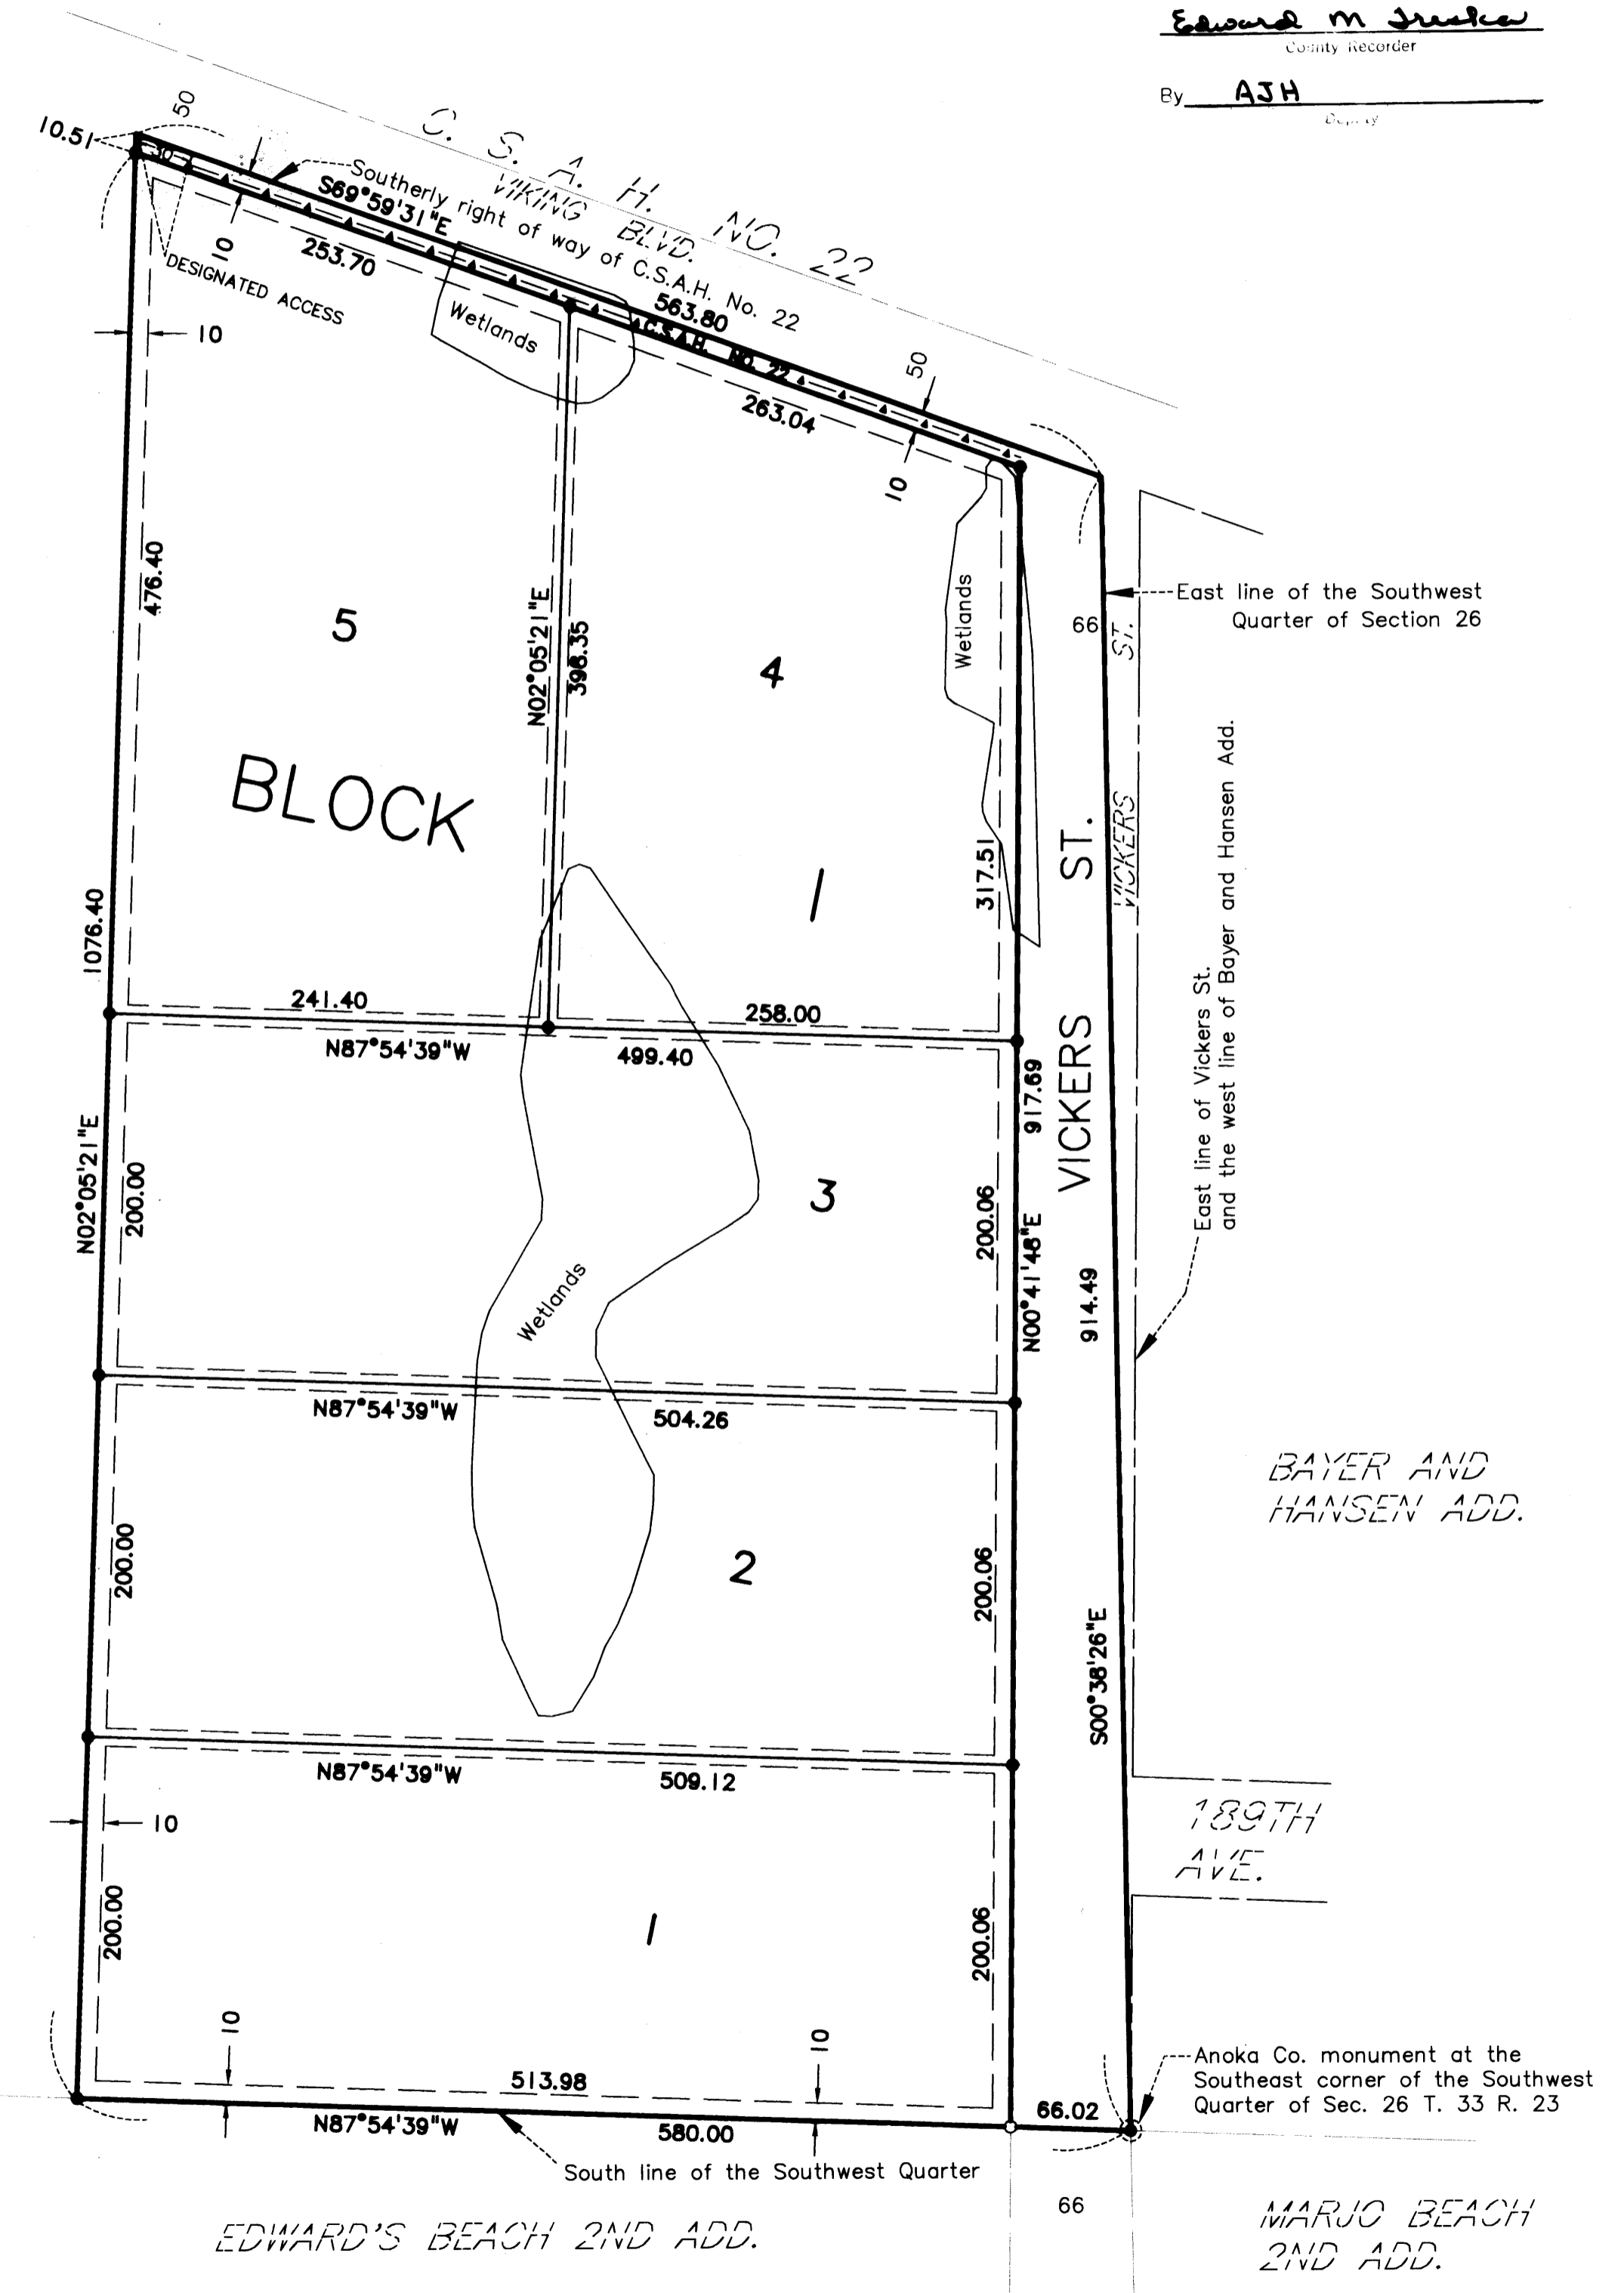 Edward M Treska
County Recorder
By AJH
Deputy
C. S. A. H. NO. 22
VIKING BLVD.
50
10.51
30
Southerly right of way of C.S.A.H. No. 22
S69°59'31"E
563.80
C.S.A.H. No. 22
10
253.70
DESIGNATED ACCESS
10
Wetlands
263.04
50
10
476.40
5
N02°05'21"E
398.35
4
Wetlands
66
East line of the Southwest
Quarter of Section 26
VICKERS ST.
BLOCK
1
317.51
VICKERS ST.
East line of Vickers St.
and the west line of Bayer and Hansen Add.
1076.40
241.40
258.00
N87°54'39"W
499.40
917.69
N02°05'21"E
200.00
3
200.06
N00°41'48"E
914.49
Wetlands
N87°54'39"W
504.26
BAYER AND
HANSEN ADD.
200.00
2
200.06
S00°38'26"E
N87°54'39"W
509.12
10
189TH
AVE.
200.00
1
200.06
10
10
513.98
66.02
N87°54'39"W
580.00
Anoka Co. monument at the
Southeast corner of the Southwest
Quarter of Sec. 26 T. 33 R. 23
South line of the Southwest Quarter
66
EDWARD'S BEACH 2ND ADD.
MARJO BEACH
2ND ADD.